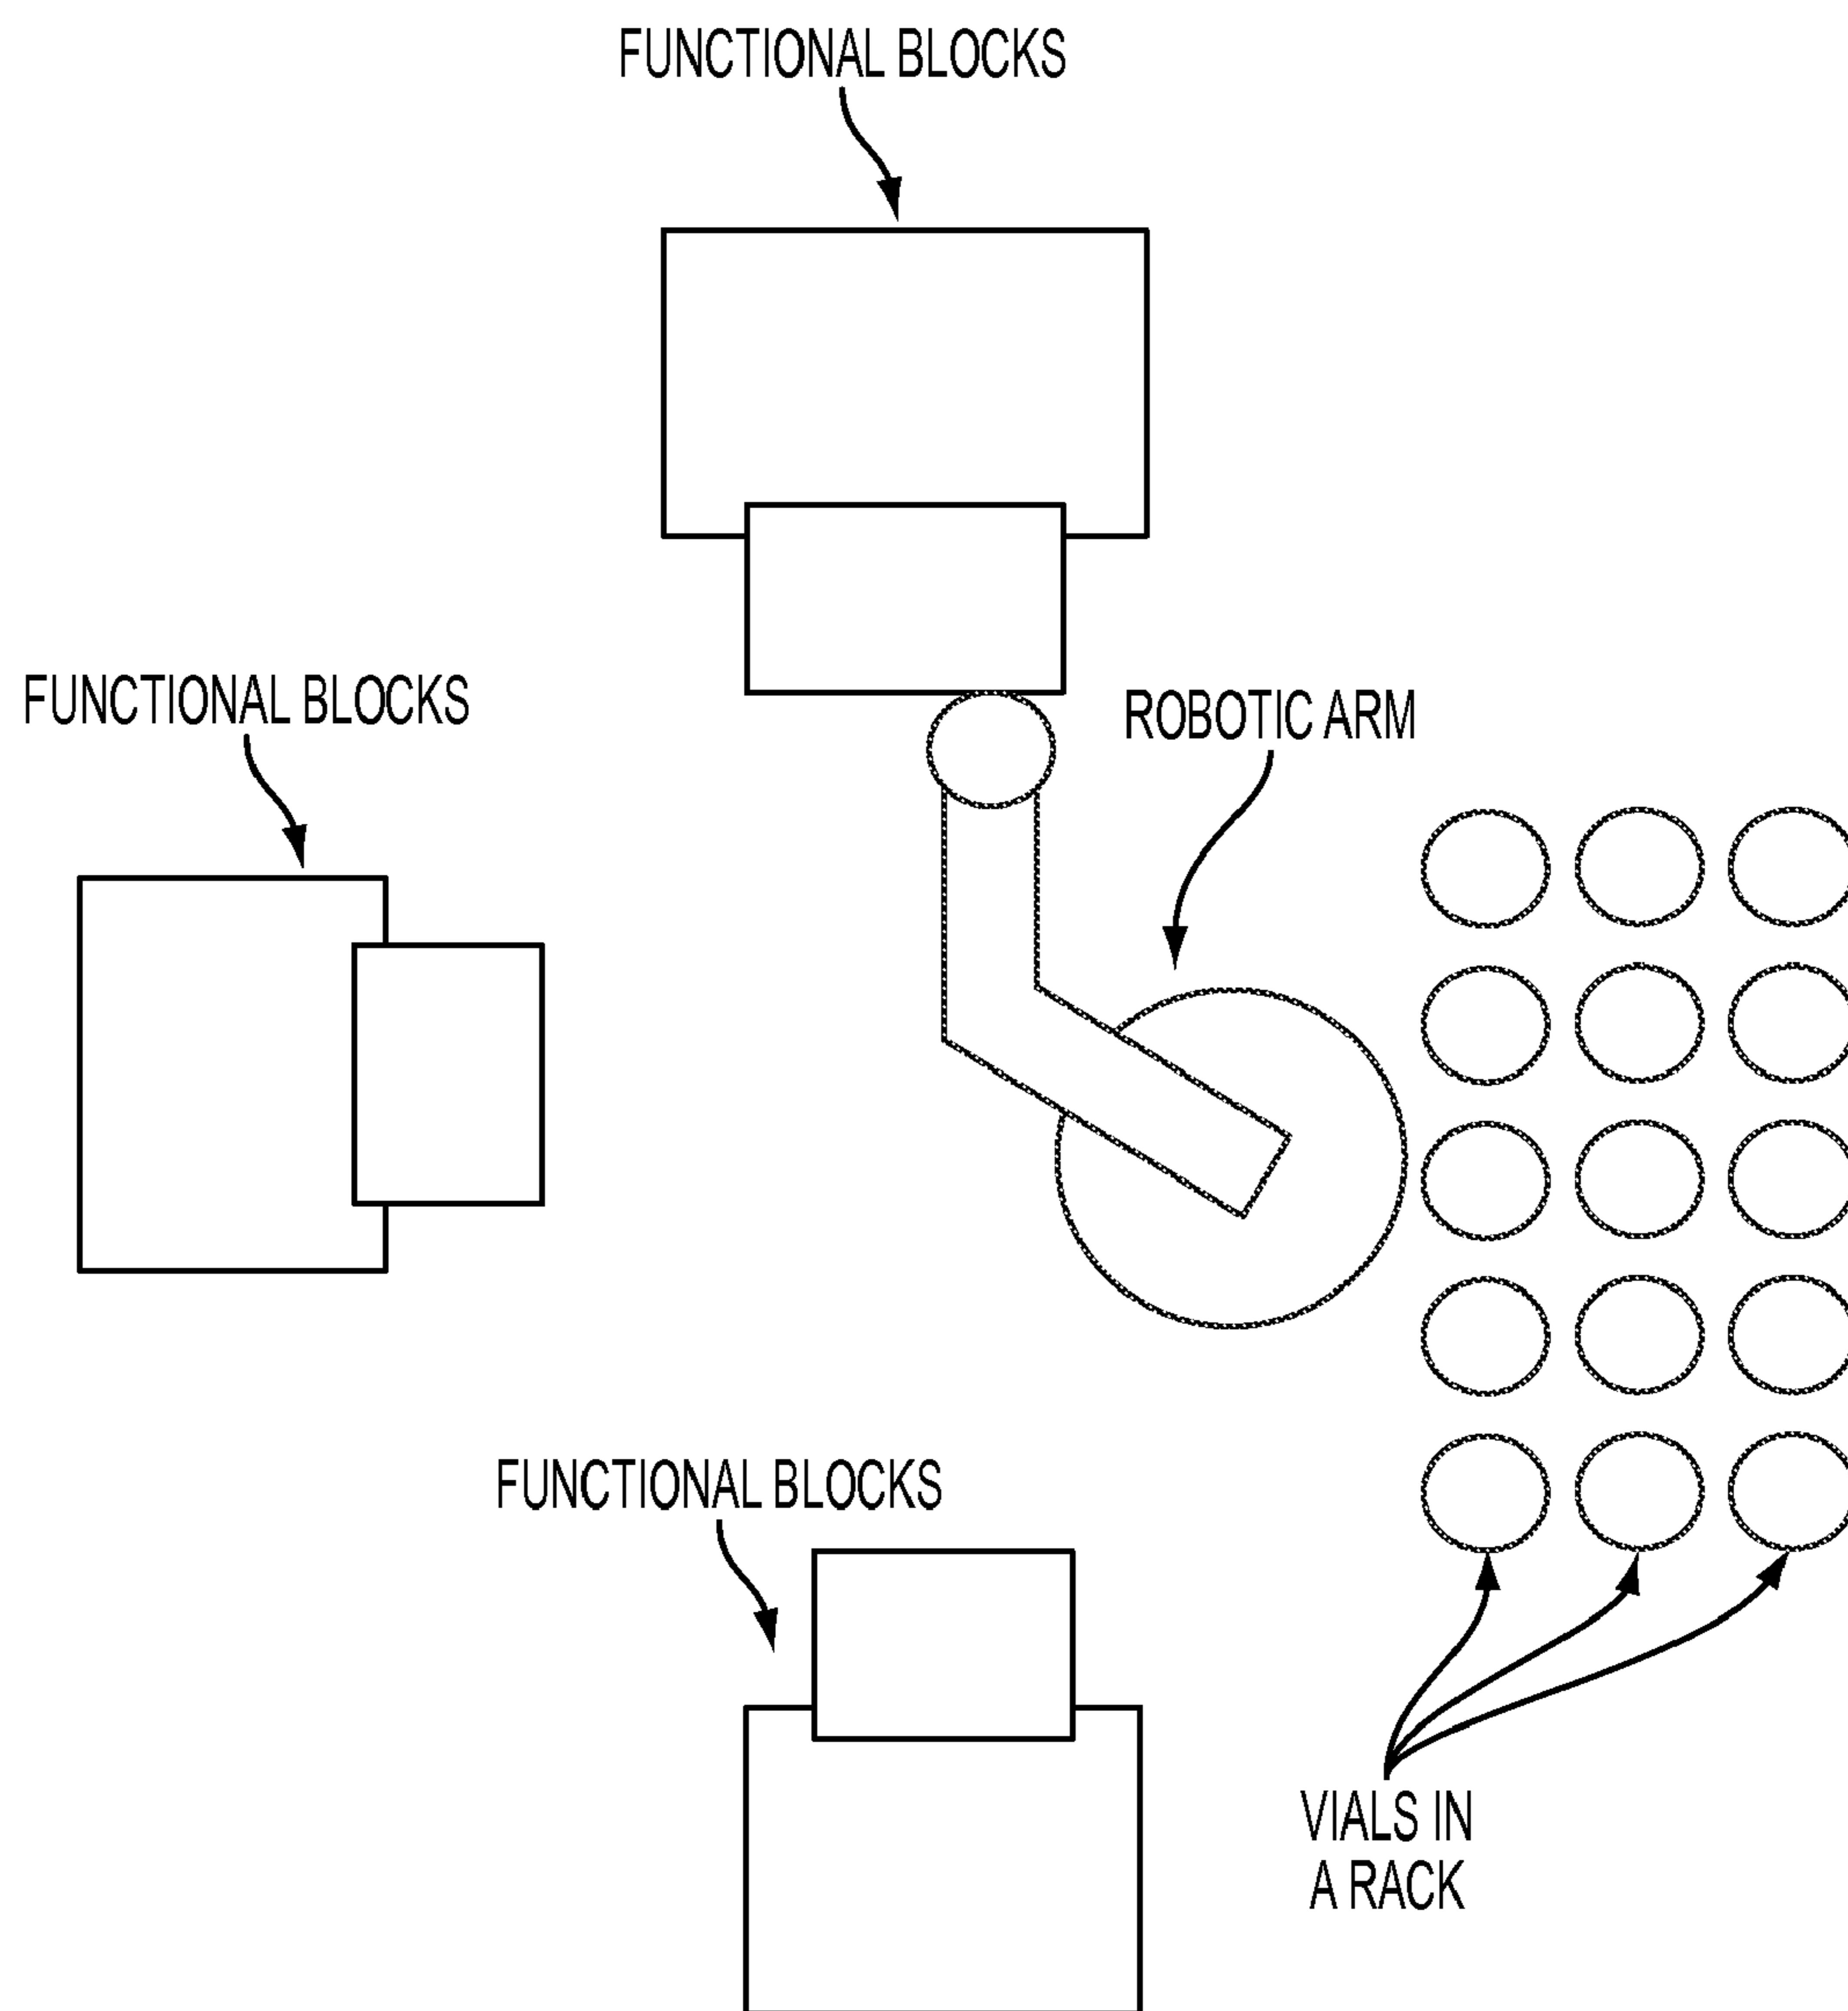 FUNCTIONAL BLOCKS
FUNCTIONAL BLOCKS
ROBOTIC ARM
FUNCTIONAL BLOCKS
VIALS IN
A RACK